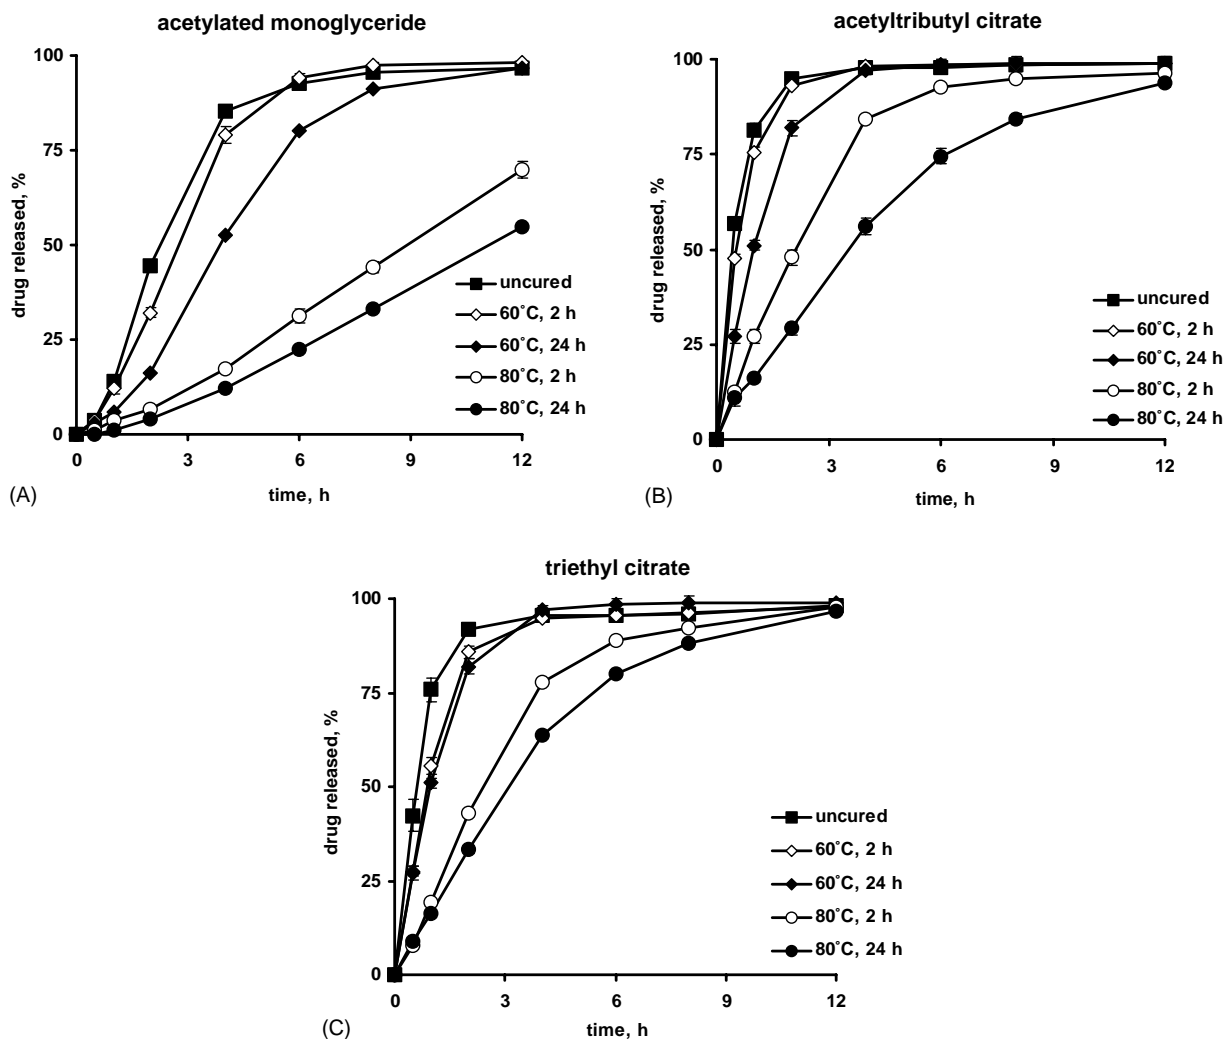 acetylated monoglyceride
100
75
50
25
0
drug released, %
uncured
60˚C, 2 h
60˚C, 24 h
80˚C, 2 h
80˚C, 24 h
0 3 6 9 12
time, h
(A)
acetyltributyl citrate
100
75
50
25
0
drug released, %
uncured
60˚C, 2 h
60˚C, 24 h
80˚C, 2 h
80˚C, 24 h
0 3 6 9 12
time, h
(B)
triethyl citrate
100
75
50
25
0
drug released, %
uncured
60˚C, 2 h
60˚C, 24 h
80˚C, 2 h
80˚C, 24 h
0 3 6 9 12
time, h
(C)